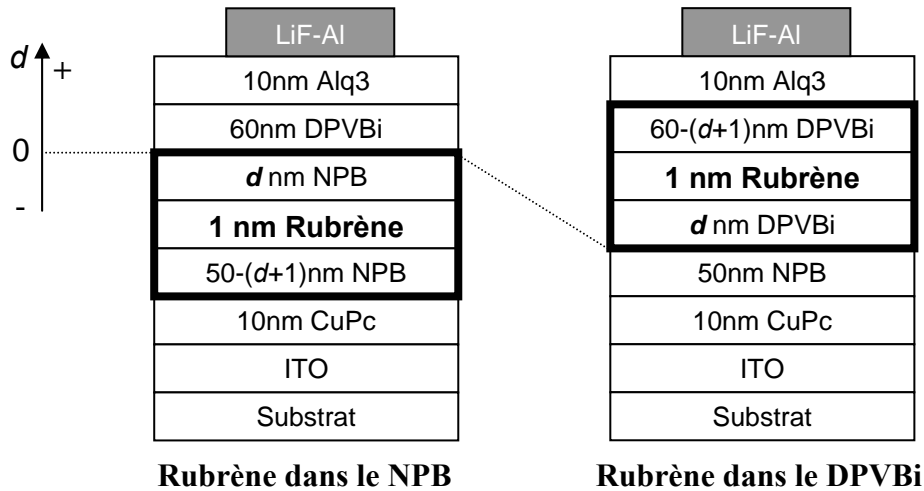 d
+
0
-
LiF-Al
10nm Alq3
60nm DPVBi
d nm NPB
1 nm Rubrène
50-(d+1)nm NPB
10nm CuPc
ITO
Substrat
Rubrène dans le NPB
LiF-Al
10nm Alq3
60-(d+1)nm DPVBi
1 nm Rubrène
d nm DPVBi
50nm NPB
10nm CuPc
ITO
Substrat
Rubrène dans le DPVBi